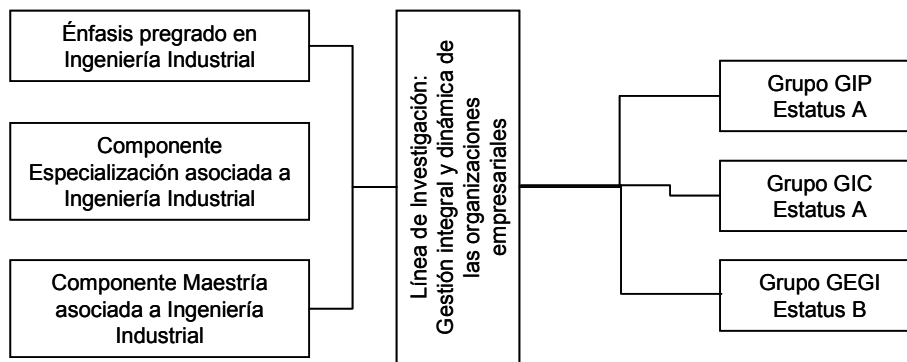 Énfasis pregrado en
Ingeniería Industrial
Componente
Especialización asociada a
Ingeniería Industrial
Componente Maestría
asociada a Ingeniería
Industrial
Línea de Investigación:
Gestión integral y dinámica de
las organizaciones
empresariales
Grupo GIP
Estatus A
Grupo GIC
Estatus A
Grupo GEGI
Estatus B